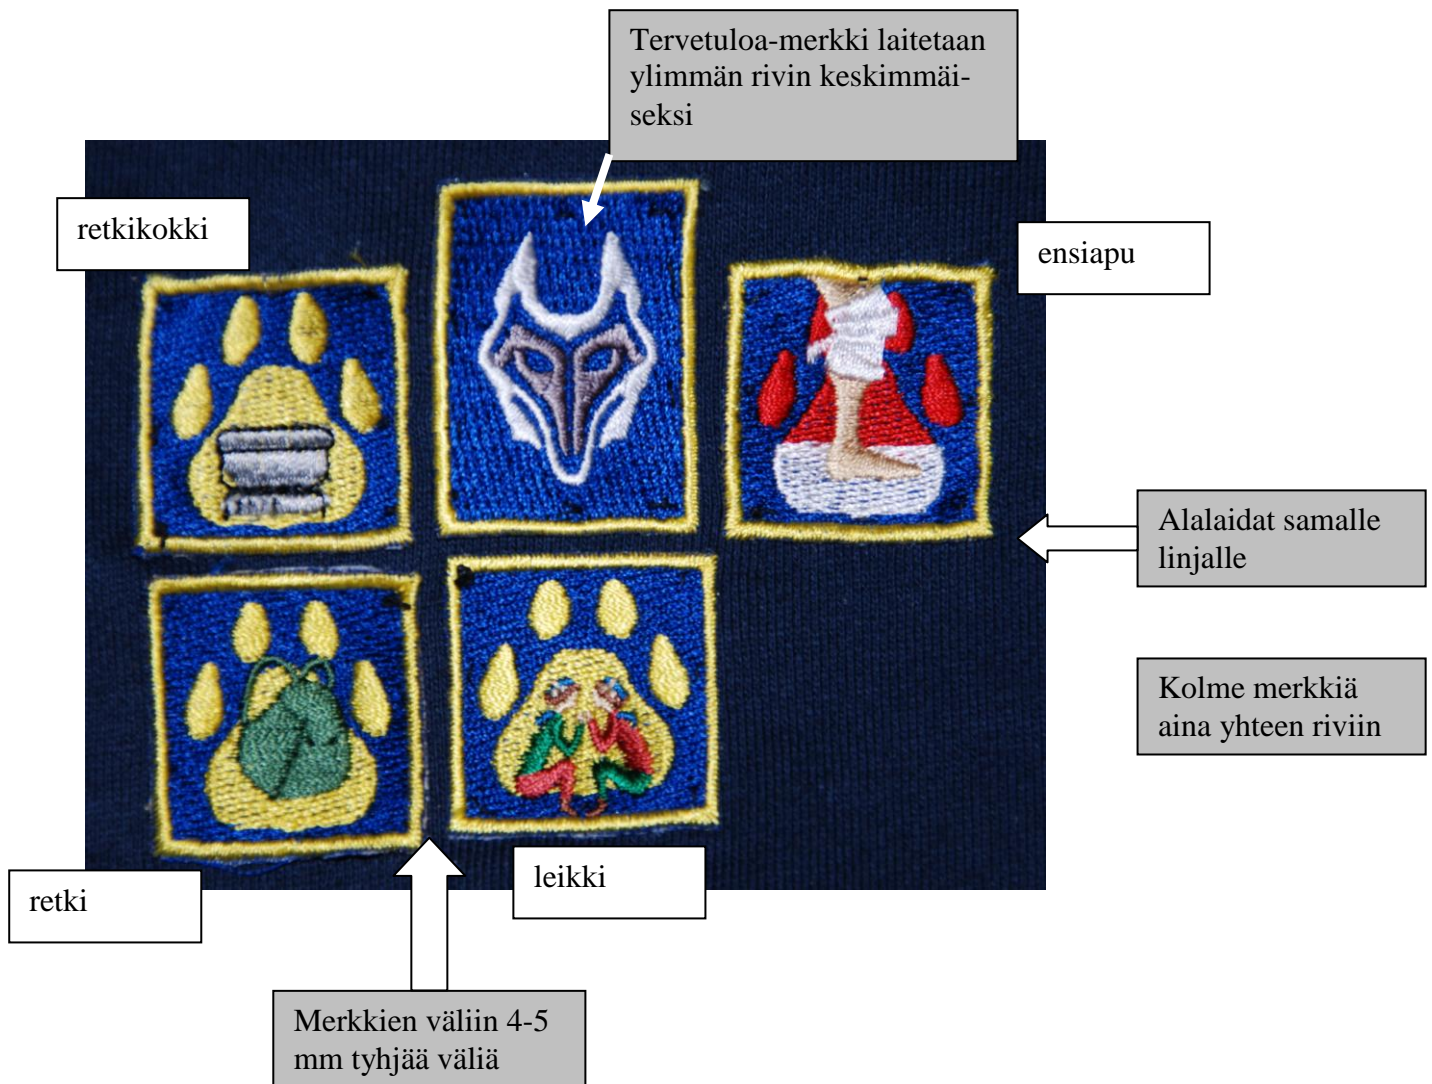 Tervetuloa-merkki laitetaan
ylimmän rivin keskimmäi-
seksi
retkikokki
ensiapu
Alalaidat samalle
linjalle
Kolme merkkiä
aina yhteen riviin
leikki
retki
Merkkien väliin 4-5
mm tyhjää väliä